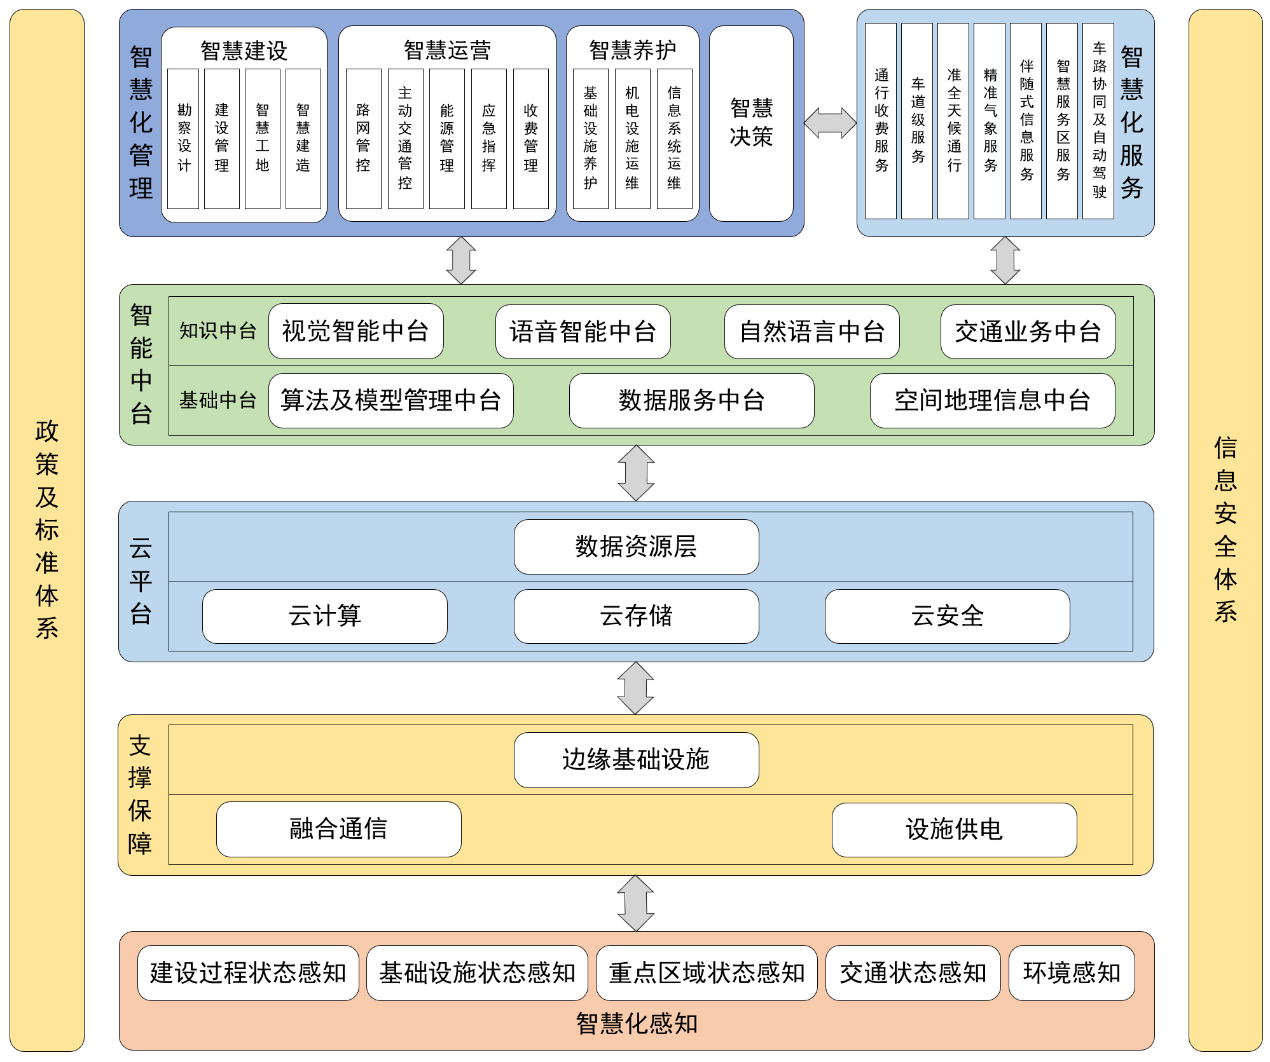 政策及标准体系
智慧化管理
智慧建设
勘察设计
建设管理
智慧工地
智慧建造
智慧运营
路网管控
主动交通管控
能源管理
应急指挥
收费管理
智慧养护
基础设施养护
机电设施运维
信息系统运维
智慧
决策
通行收费服务
车道级服务
准全天候通行
精准气象服务
伴随式信息服务
智慧服务区服务
车路协同及自动驾驶
智慧化服务
智能中台
知识中台
视觉智能中台
语音智能中台
自然语言中台
交通业务中台
基础中台
算法及模型管理中台
数据服务中台
空间地理信息中台
云平台
数据资源层
云计算
云存储
云安全
支撑保障
边缘基础设施
融合通信
设施供电
建设过程状态感知
基础设施状态感知
重点区域状态感知
交通状态感知
环境感知
智慧化感知
信息安全体系